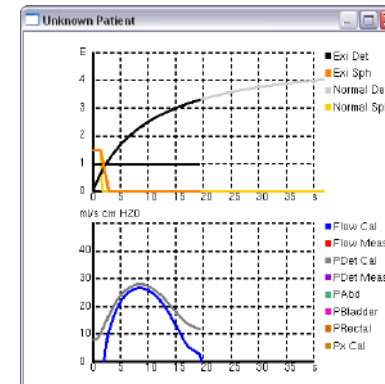 Unknown Patient
E
4
3
2
1
0
0 5 10 15 20 25 30 35 s
Exi Det
Exi Sph
Normal De
Normal Sp
ml/s cm H2O
40
30
20
10
0
0 5 10 15 20 25 30 35 s
Flow Cal
Flow Meas
PDet Cal
PDet Meas
PAbd
PBladder
PRectal
Px Cal